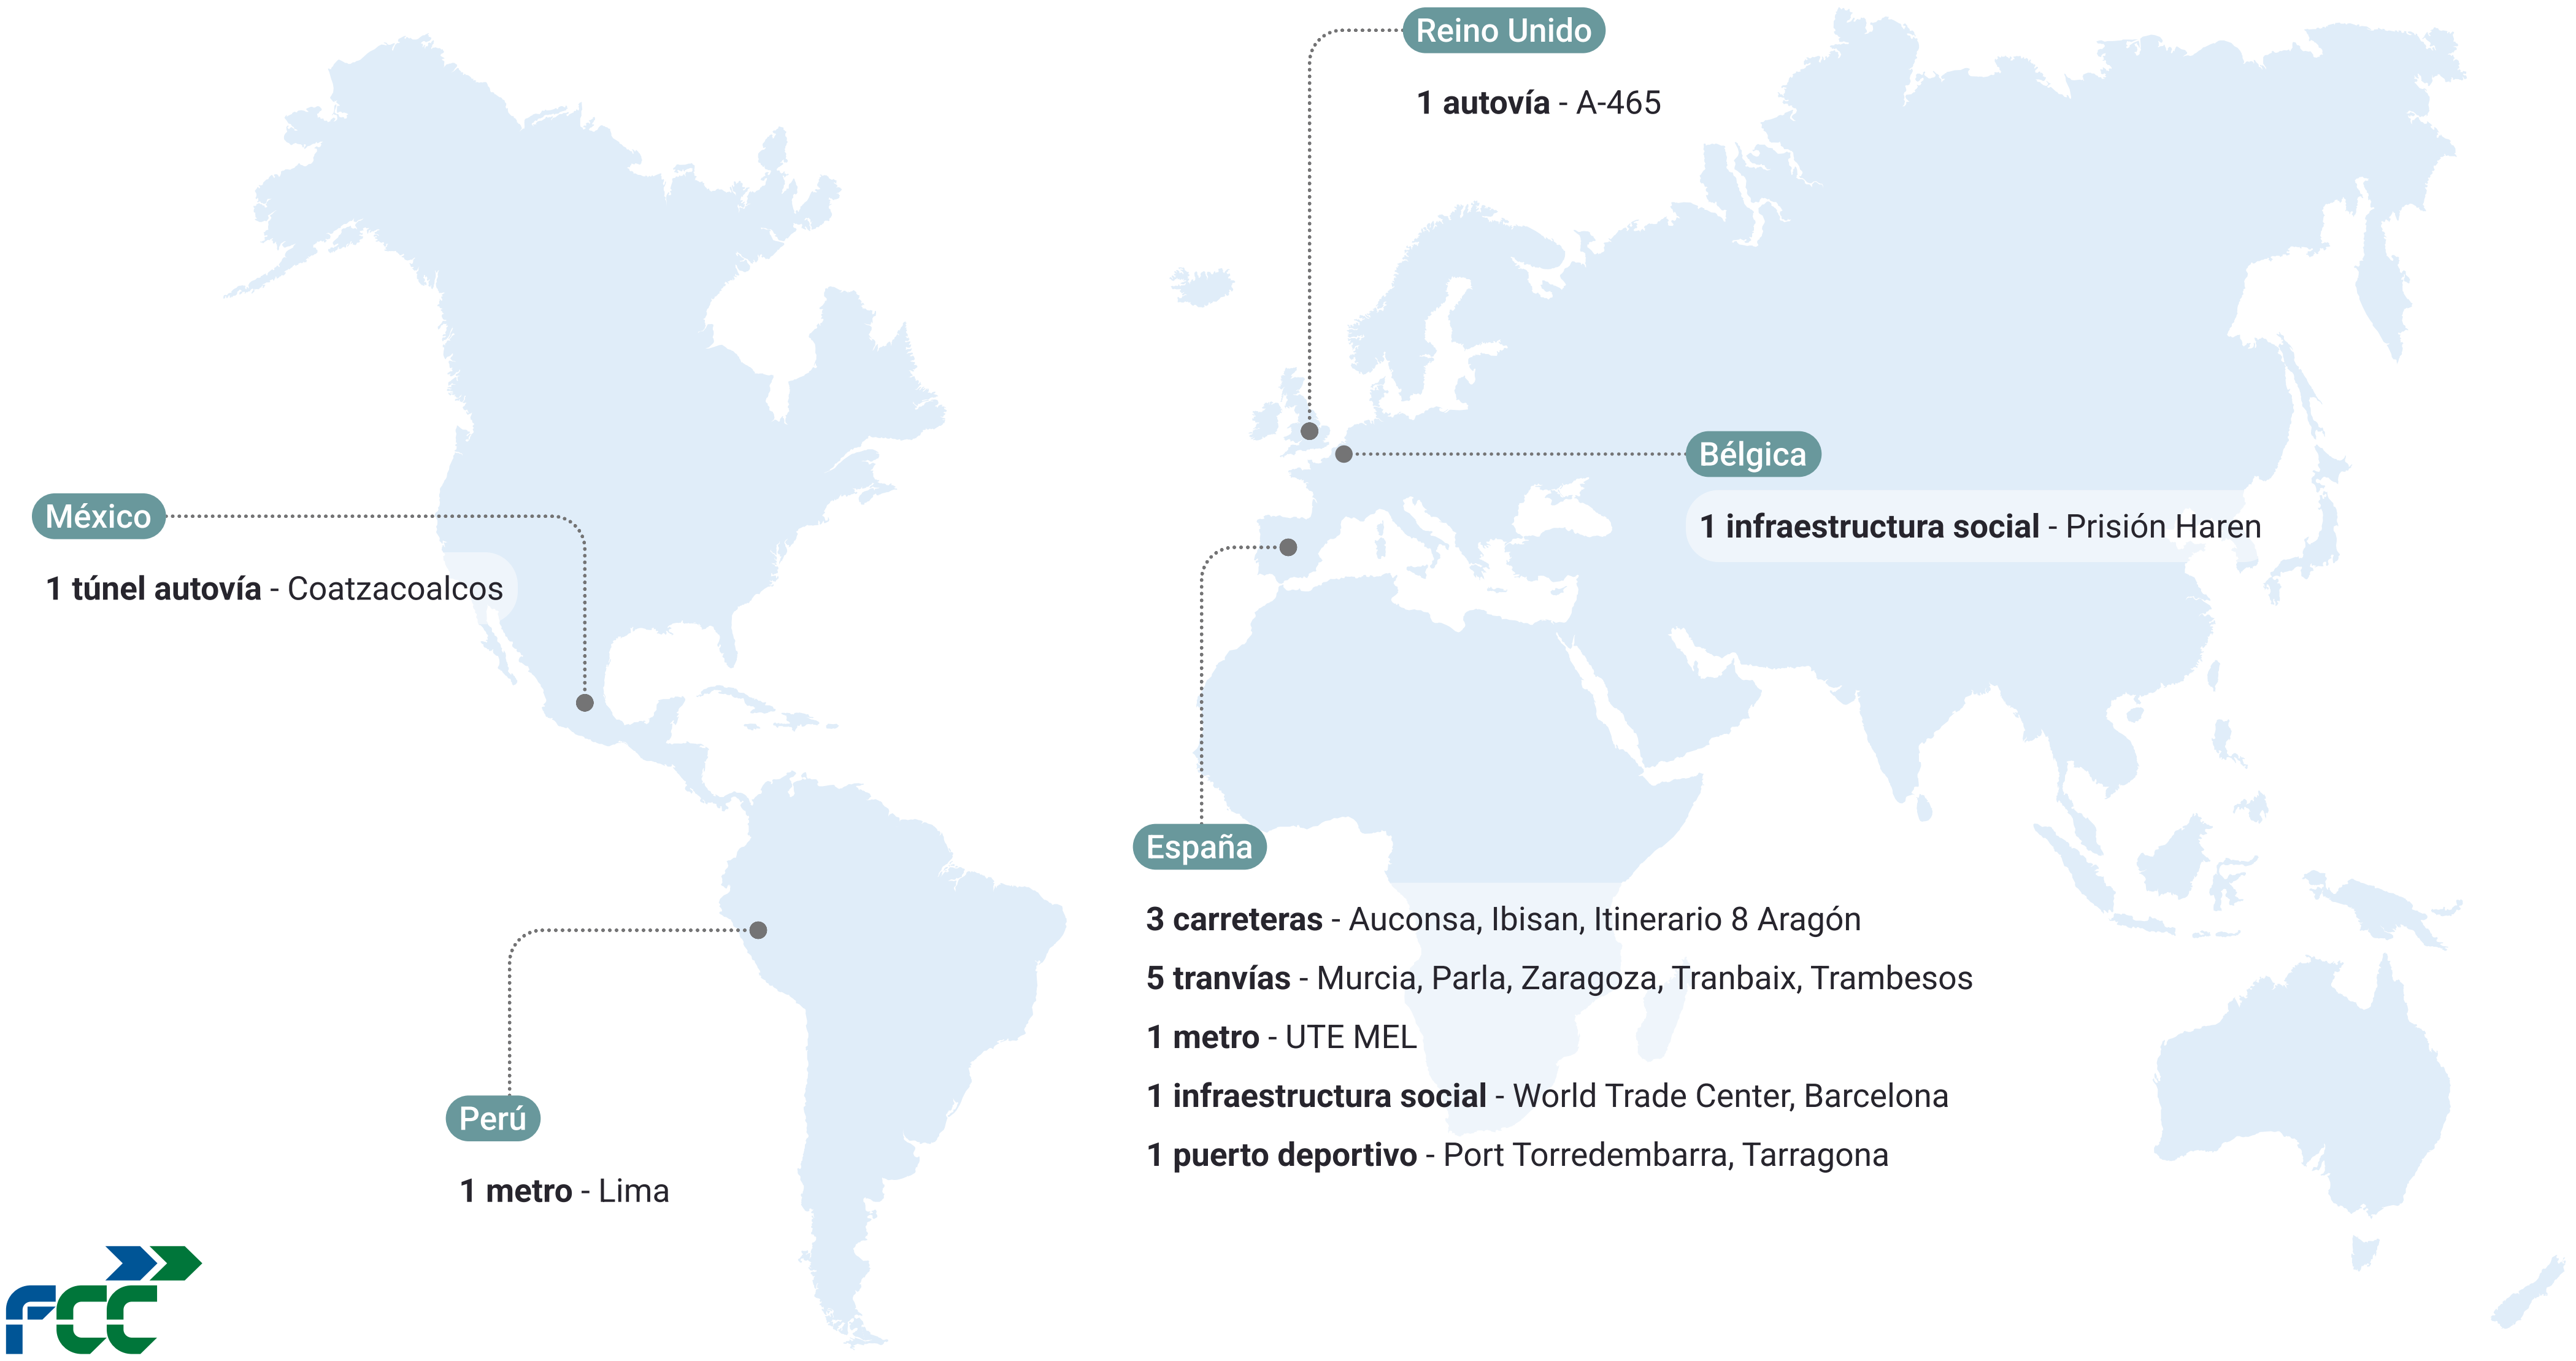 Reino Unido
1 autovía - A-465
Bélgica
1 infraestructura social - Prisión Haren
México
1 túnel autovía - Coatzacoalcos
España
3 carreteras - Auconsa, Ibisan, Itinerario 8 Aragón
5 tranvías - Murcia, Parla, Zaragoza, Tranbaix, Trambesos
1 metro - UTE MEL
1 infraestructura social - World Trade Center, Barcelona
1 puerto deportivo - Port Torredembarra, Tarragona
Perú
1 metro - Lima
FCC